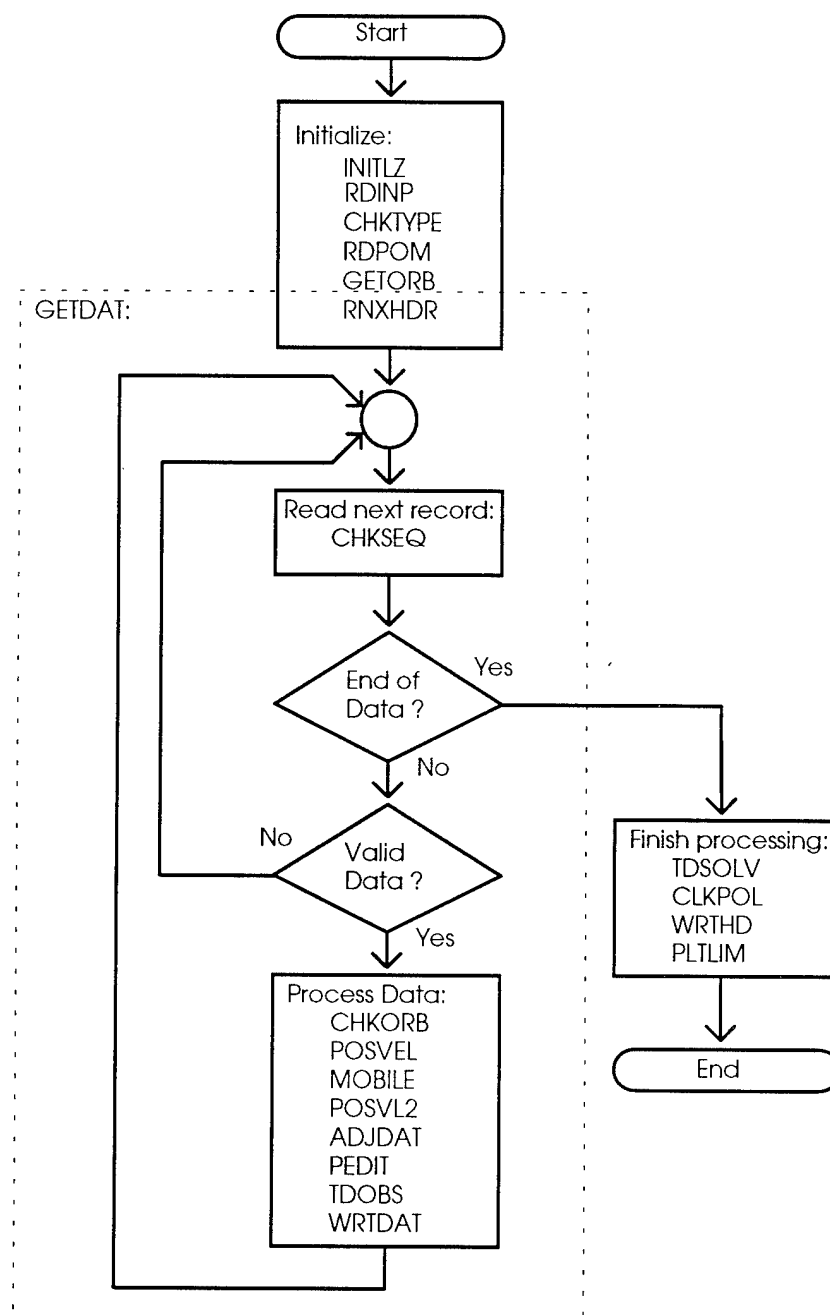 Start
Initialize:
INITLZ
RDINP
CHKTYPE
RDPOM
GETORB
GETDAT:
RNXHDR
Read next record:
CHKSEQ
End of
Data ?
Yes
No
Valid
Data ?
No
Yes
Finish processing:
TDSOLV
CLKPOL
WRTHD
PLTLIM
End
Process Data:
CHKORB
POSVEL
MOBILE
POSVL2
ADJDAT
PEDIT
TDOBS
WRTDAT